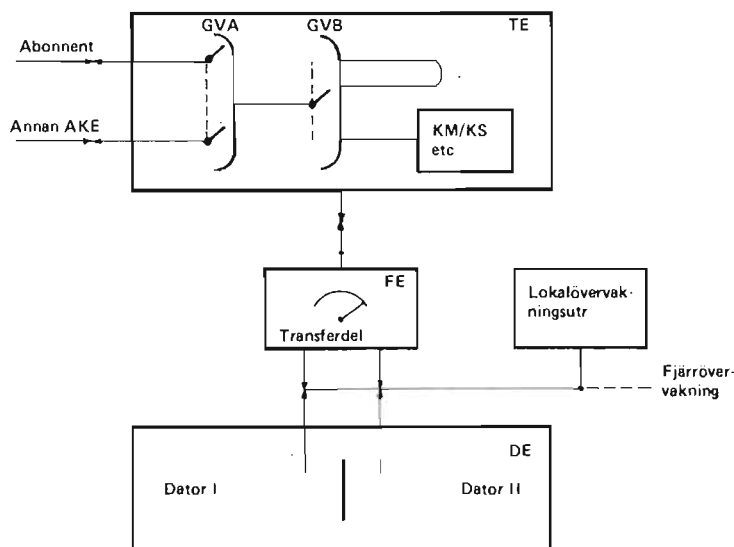 GVA GVB TE
Abonnent
Annan AKE
KM/KS
etc
FE
Transferdel
Lokalövervak-
ningsutr
Fjärröver-
vakning
DE
Dator I
Dator II